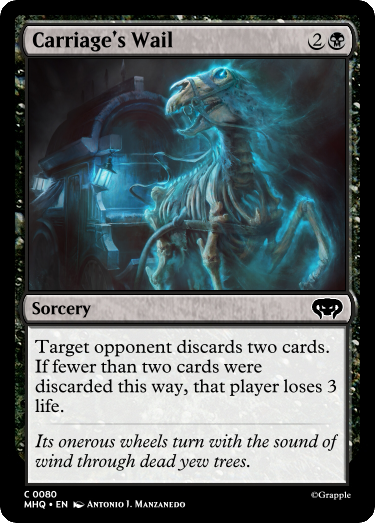 Carriage's Wail 2
Sorcery
Target opponent discards two cards.
If fewer than two cards were
discarded this way, that player loses 3
life.
Its onerous wheels turn with the sound of
wind through dead yew trees.
C 0080
MHQ • EN Antonio J. Manzanedo
©Grapple